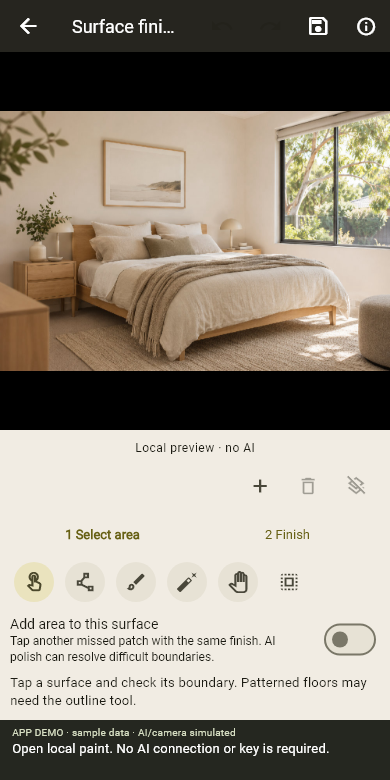 Surface fini...
Local preview · no AI
1 Select area
2 Finish
Add area to this surface
Tap another missed patch with the same finish. AI
polish can resolve difficult boundaries.
Tap a surface and check its boundary. Patterned floors may
need the outline tool.
APP DEMO · sample data · AI/camera simulated
Open local paint. No AI connection or key is required.